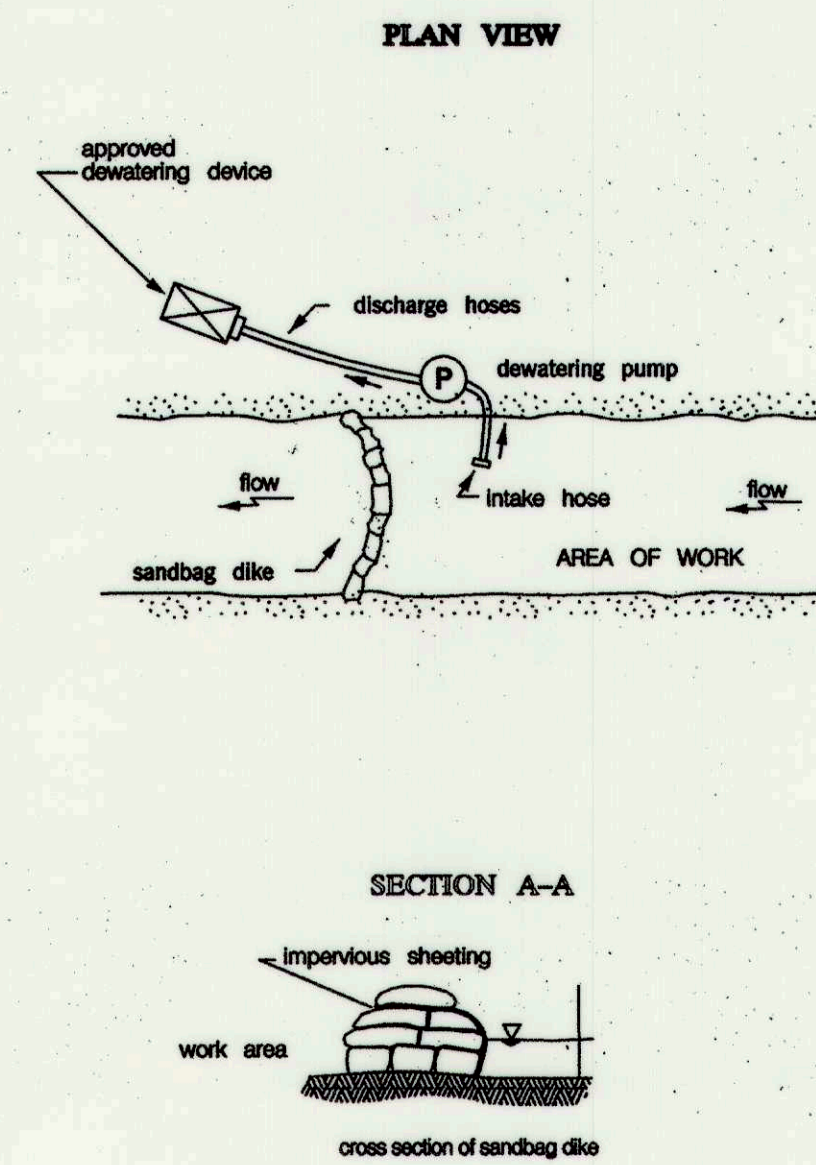 PLAN VIEW
approved
dewatering device
discharge hoses
P
dewatering pump
flow
intake hose
flow
AREA OF WORK
sandbag dike
SECTION A-A
impervious sheeting
work area
cross section of sandbag dike